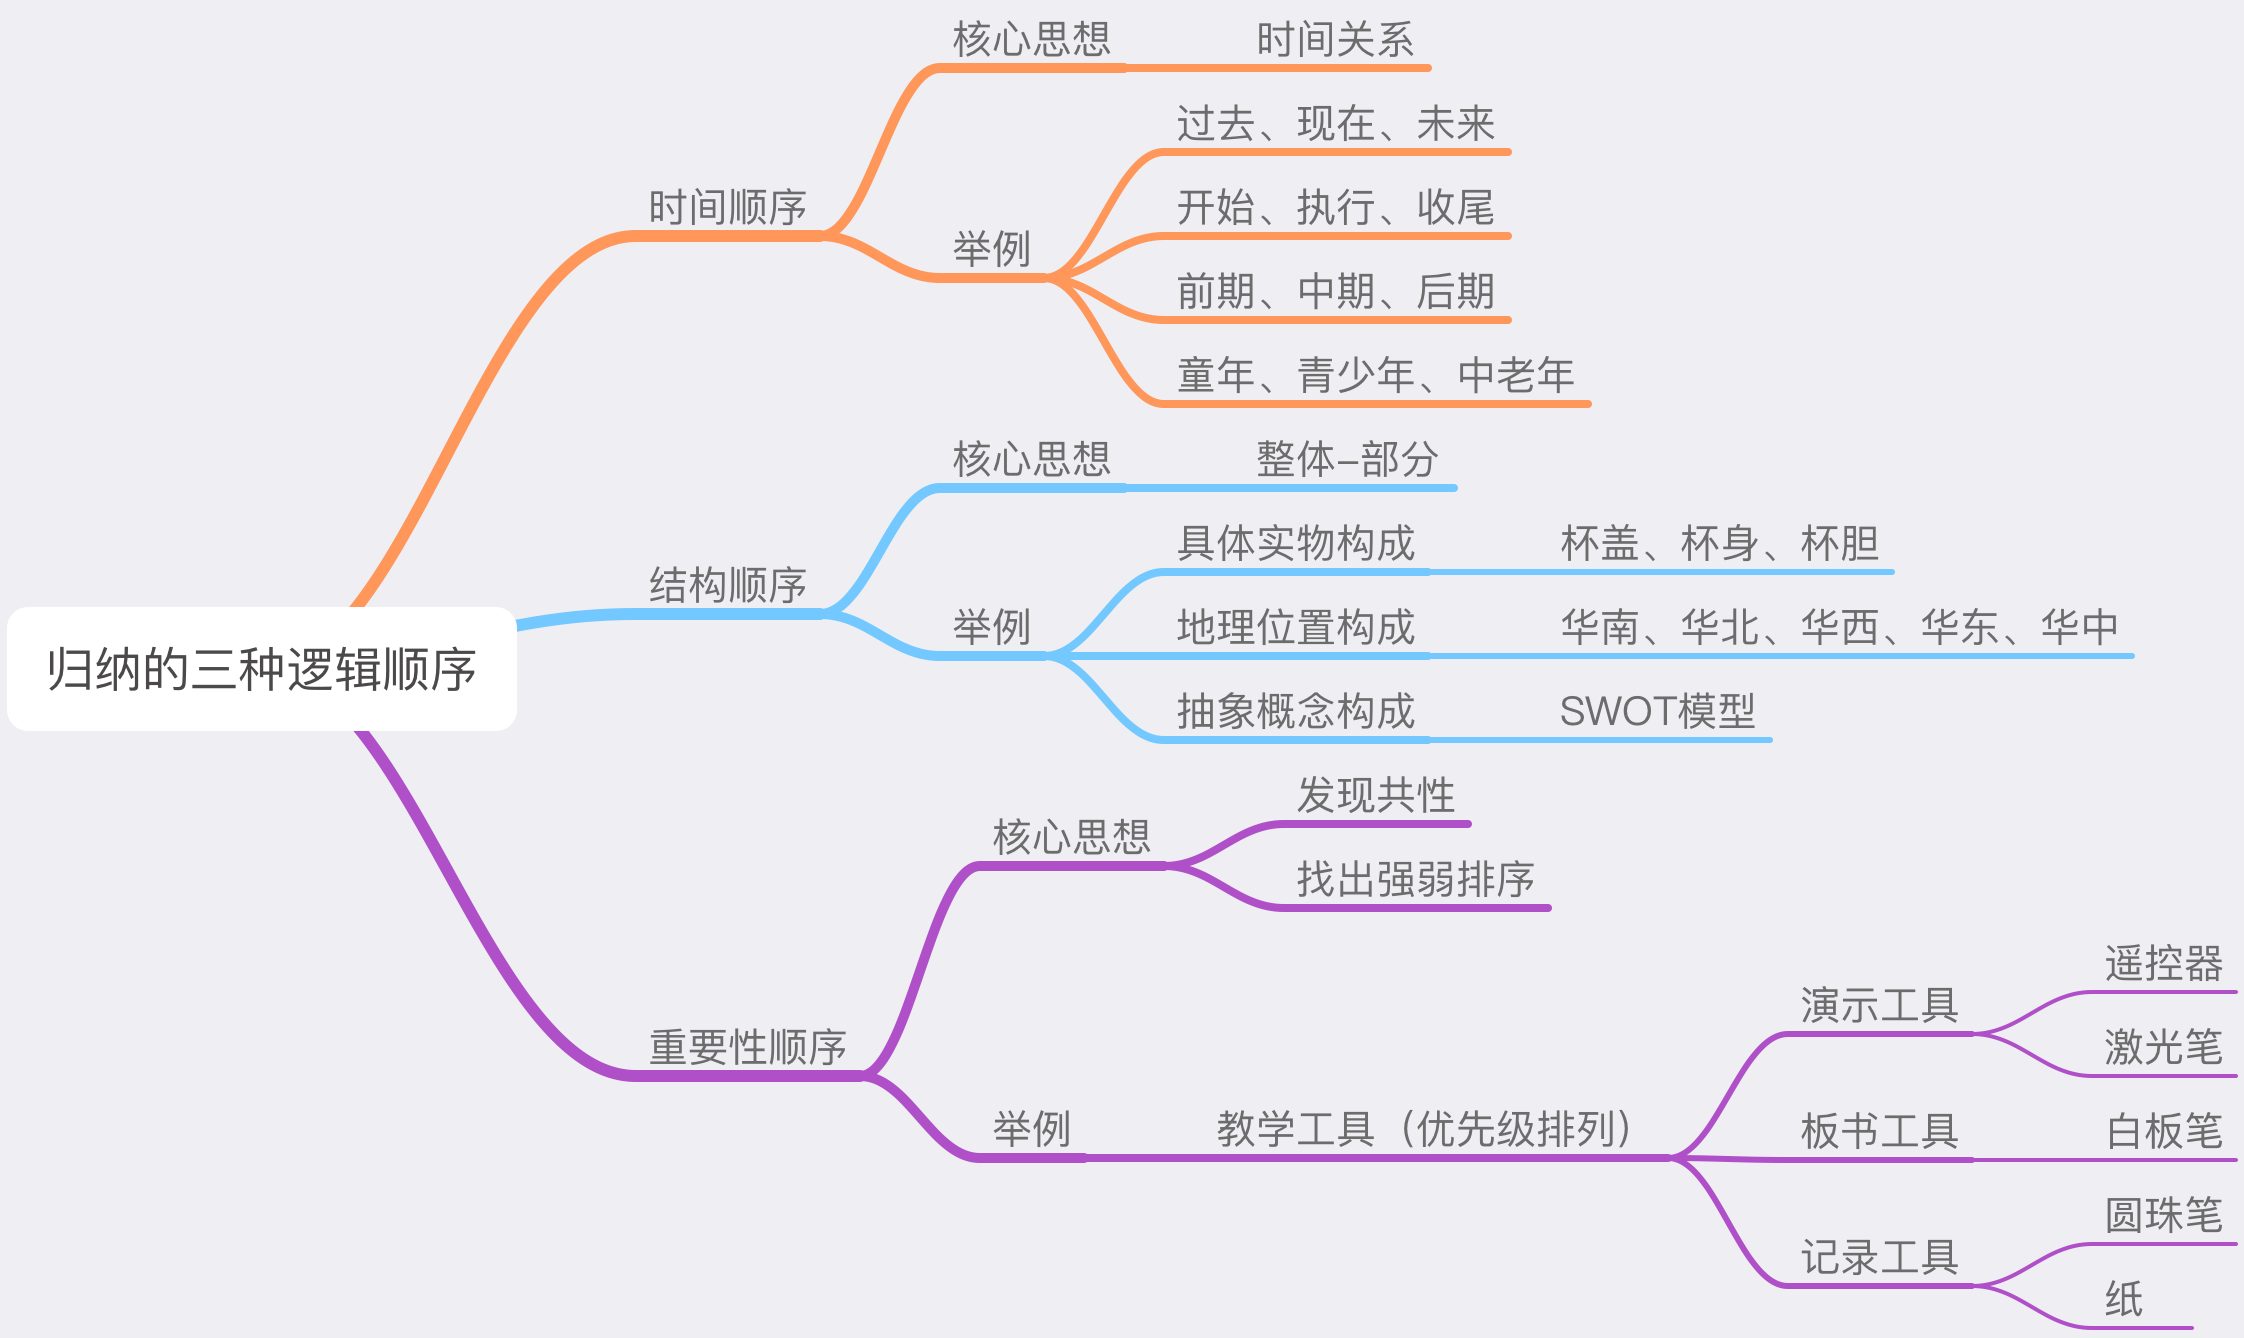 归纳的三种逻辑顺序
时间顺序
核心思想
时间关系
举例
过去、现在、未来
开始、执行、收尾
前期、中期、后期
童年、青少年、中老年
结构顺序
核心思想
整体-部分
举例
具体实物构成
杯盖、杯身、杯胆
地理位置构成
华南、华北、华西、华东、华中
抽象概念构成
SWOT模型
重要性顺序
核心思想
发现共性
找出强弱排序
举例
教学工具（优先级排列）
演示工具
遥控器
激光笔
板书工具
白板笔
记录工具
圆珠笔
纸